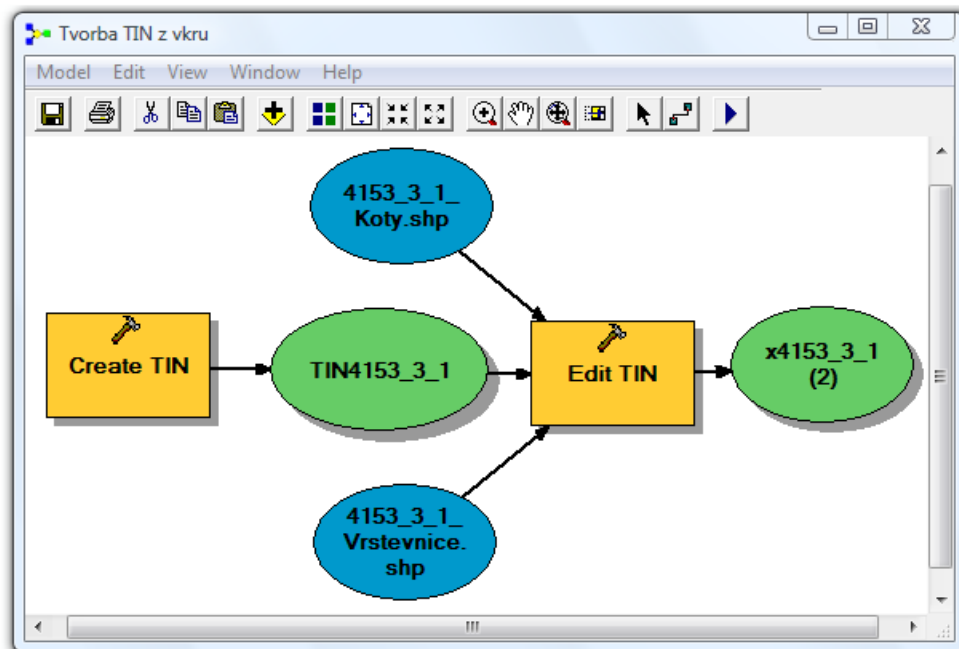 Tvorba TIN z vkru
Model Edit View Window Help
4153_3_1_
Koty.shp
Create TIN
TIN4153_3_1
Edit TIN
x4153_3_1
(2)
4153_3_1_
Vrstevnice.
shp